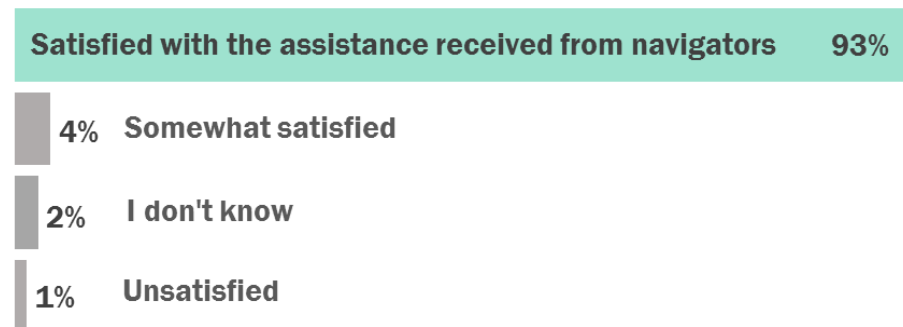 Satisfied with the assistance received from navigators 93%
4% Somewhat satisfied
2% I don't know
1% Unsatisfied